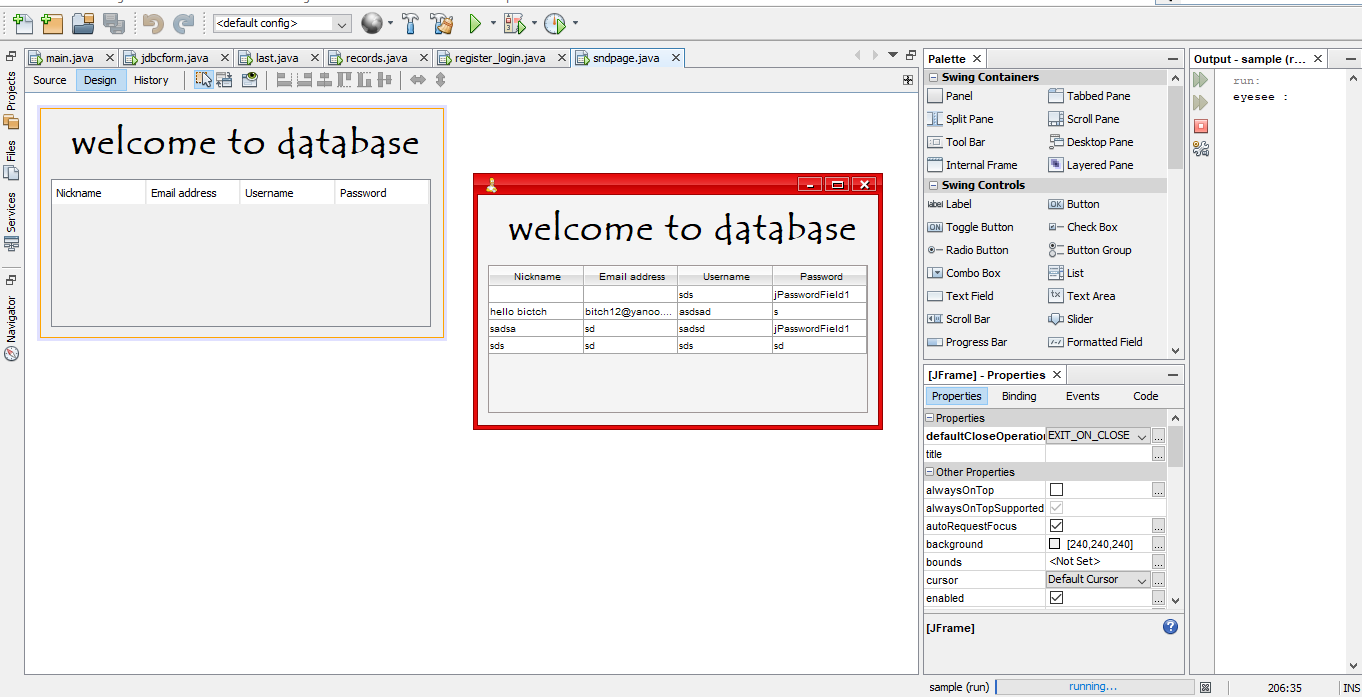 <default config>
main.java
jdbcform.java
last.java
records.java
register_login.java
sndpage.java
Source Design History
Projects
Files
Services
Navigator
welcome to database
Nickname Email address Username Password
welcome to database
Nickname Email address Username Password
sds jPasswordField1
hello bictch bitch12@yanoo.... asdsad s
sadsa sd sadsd jPasswordField1
sds sd sds sd
Palette
Swing Containers
Panel Tabbed Pane
Split Pane Scroll Pane
Tool Bar Desktop Pane
Internal Frame Layered Pane
Swing Controls
label Label OK Button
ON Toggle Button Check Box
Radio Button Button Group
Combo Box List
Text Field Text Area
Scroll Bar Slider
Progress Bar Formatted Field
[JFrame] - Properties
Properties Binding Events Code
Properties
defaultCloseOperation EXIT_ON_CLOSE
title
Other Properties
alwaysOnTop
alwaysOnTopSupported
autoRequestFocus
background [240,240,240]
bounds <Not Set>
cursor Default Cursor
enabled
[JFrame]
Output - sample (r...
run:
eyesee :
sample (run) running... 206:35 INS